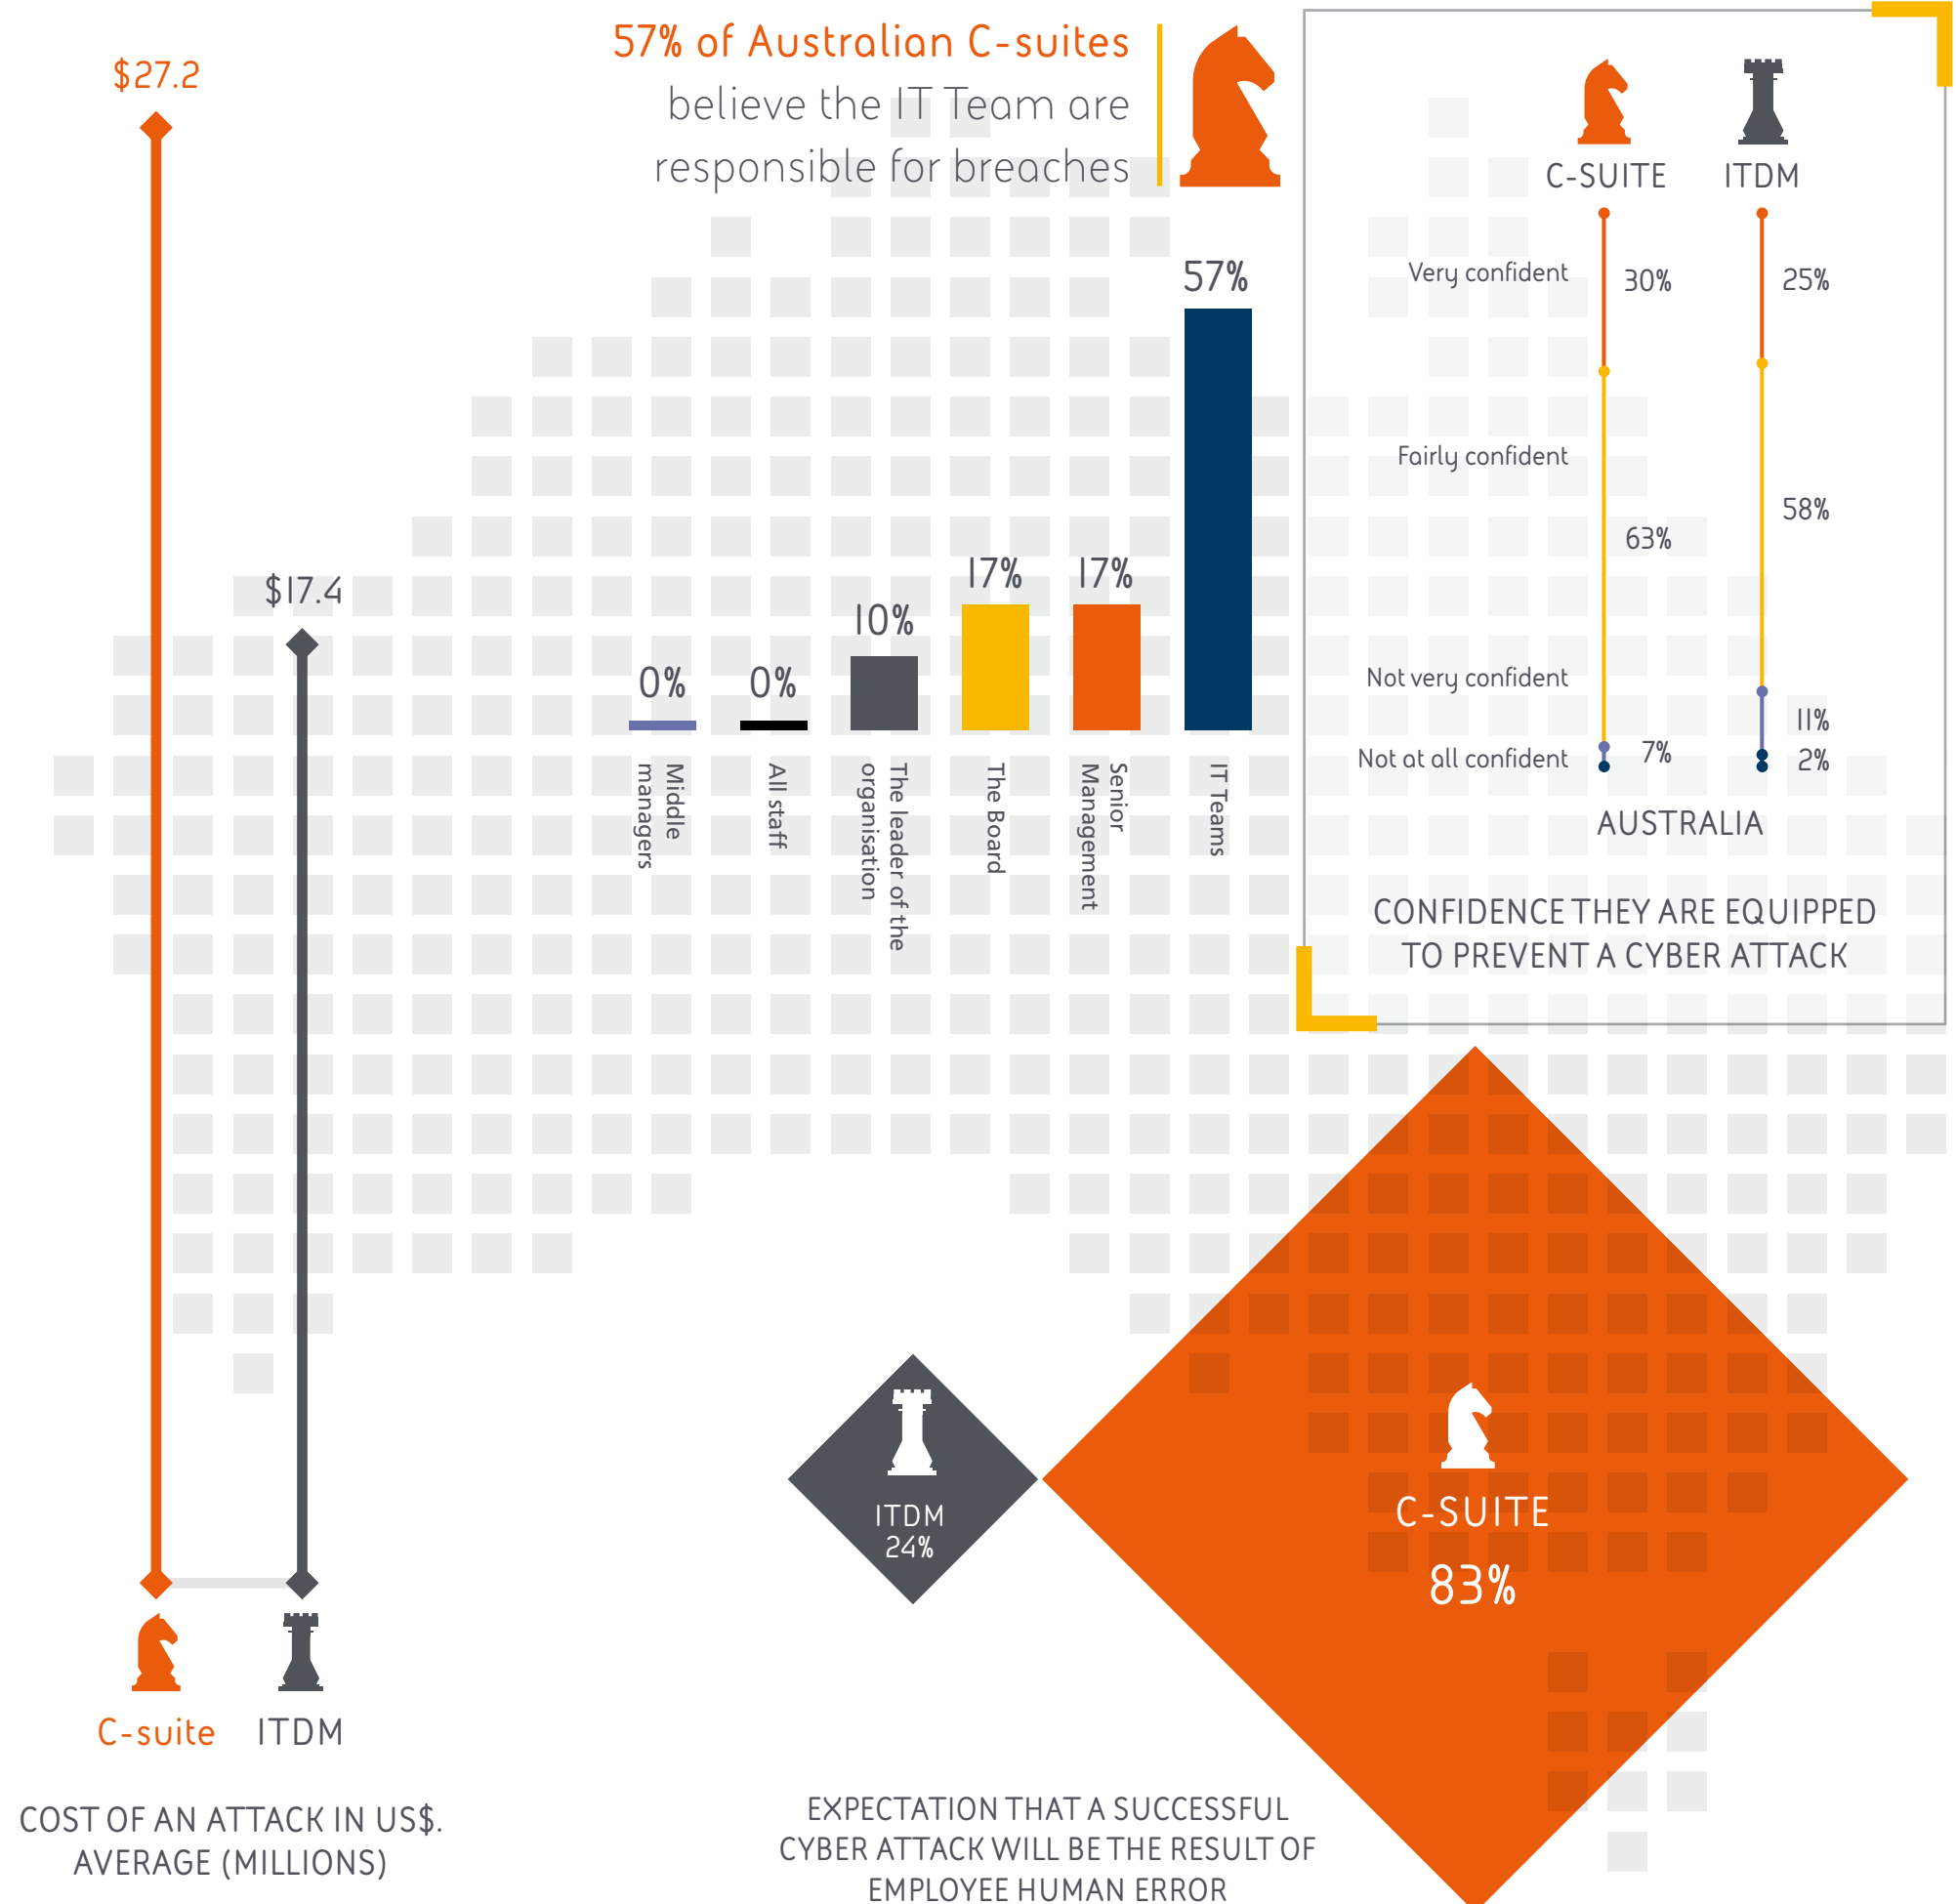 $27.2
$17.4
C-suite
ITDM
COST OF AN ATTACK IN US$.
AVERAGE (MILLIONS)
57% of Australian C-suites
believe the IT Team are
responsible for breaches
0%
0%
10%
17%
17%
57%
Middle
managers
All staff
The leader of the
organisation
The Board
Senior
Management
IT Teams
C-SUITE
ITDM
Very confident
30%
25%
Fairly confident
63%
58%
Not very confident
11%
Not at all confident
7%
2%
AUSTRALIA
CONFIDENCE THEY ARE EQUIPPED
TO PREVENT A CYBER ATTACK
ITDM
24%
C-SUITE
83%
EXPECTATION THAT A SUCCESSFUL
CYBER ATTACK WILL BE THE RESULT OF
EMPLOYEE HUMAN ERROR